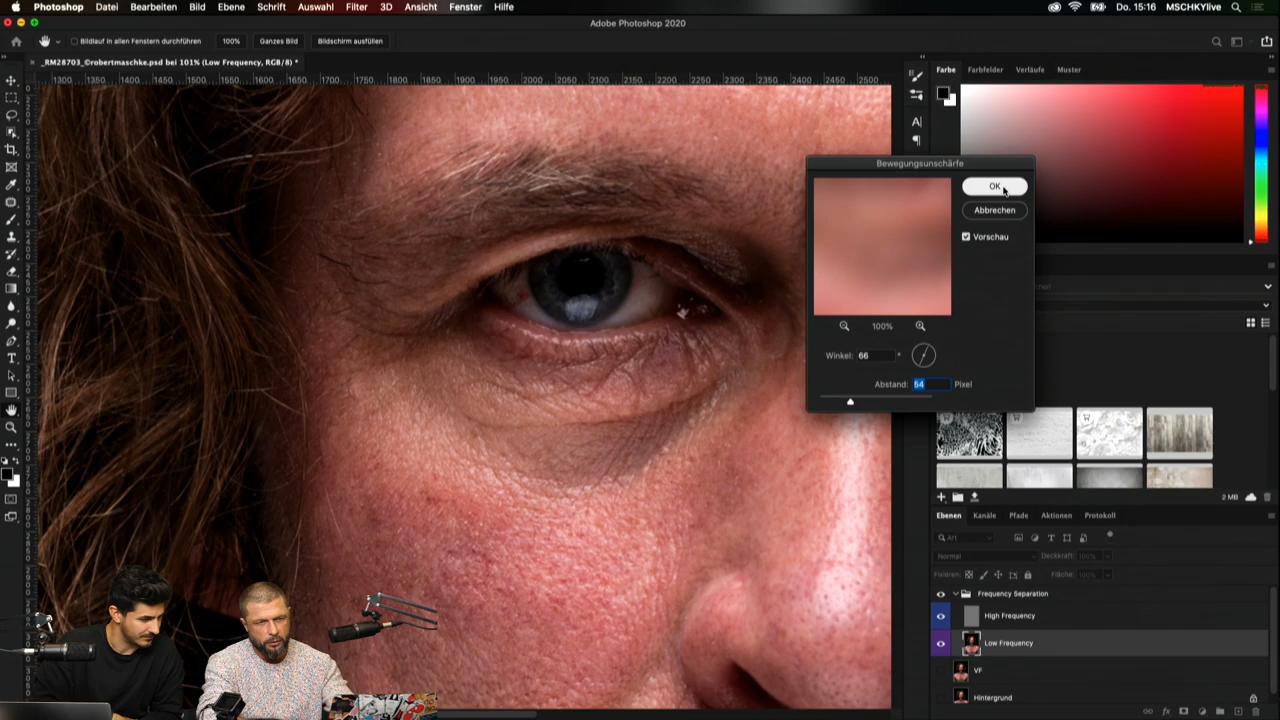 Photoshop Datei Bearbeiten Bild Ebene Schrift Auswahl Filter 3D Ansicht Fenster Hilfe Do. 15:16 MSCHKYlive
Adobe Photoshop 2020
Bildlauf in allen Fenstern durchführen 100% Ganzes Bild Bildschirm ausfüllen
_RM28703_©robertmaschke.psd bei 101% (Low Frequency, RGB/8) *
Farbe Farbfelder Verläufe Muster
1300 1350 1400 1450 1500 1550 1600 1650 1700 1750 1800 1850 1900 1950 2000 2050 2100 2150 2200 2250 2300 2350 2400 2450 2500
Bewegungsunschärfe
OK
Abbrechen
Vorschau
100%
Winkel: 66 °
Abstand: 54 Pixel
2 MB
Ebenen Kanäle Pfade Aktionen Protokoll
Art
Normal Deckkraft: 100%
Fixieren: Fläche: 100%
Frequency Separation
High Frequency
Low Frequency
VF
Hintergrund